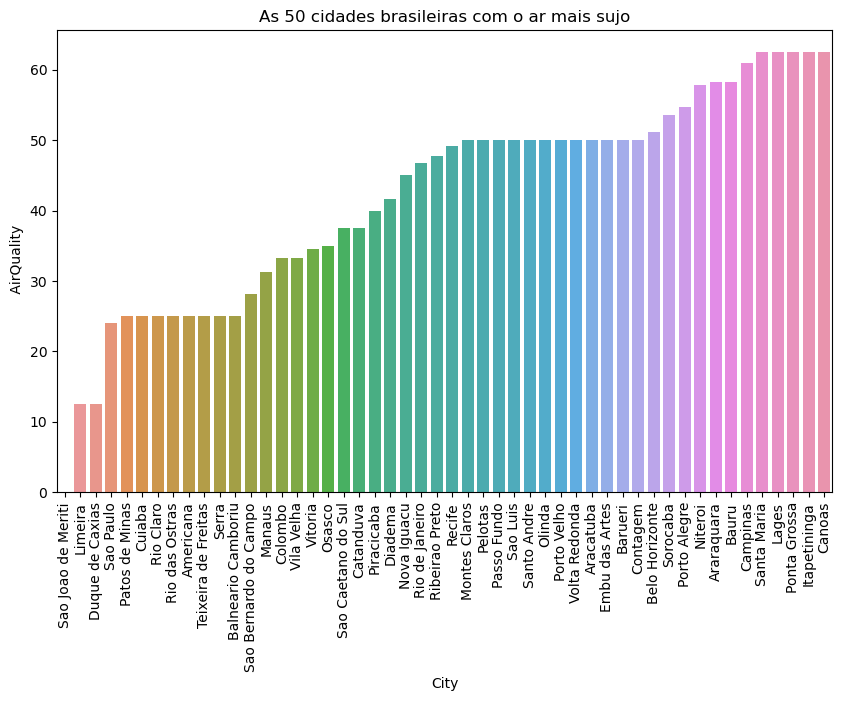 As 50 cidades brasileiras com o ar mais sujo
AirQuality
60
50
40
30
20
10
0
Sao Joao de Meriti
Limeira
Duque de Caxias
Sao Paulo
Patos de Minas
Cuiaba
Rio Claro
Rio das Ostras
Americana
Teixeira de Freitas
Serra
Balneario Camboriu
Sao Bernardo do Campo
Manaus
Colombo
Vila Velha
Vitoria
Osasco
Sao Caetano do Sul
Catanduva
Piracicaba
Diadema
Nova Iguacu
Rio de Janeiro
Ribeirao Preto
Recife
Montes Claros
Pelotas
Passo Fundo
Sao Luis
Santo Andre
Olinda
Porto Velho
Volta Redonda
Aracatuba
Embu das Artes
Barueri
Contagem
Belo Horizonte
Sorocaba
Porto Alegre
Niteroi
Araraquara
Bauru
Campinas
Santa Maria
Lages
Ponta Grossa
Itapetininga
Canoas
City